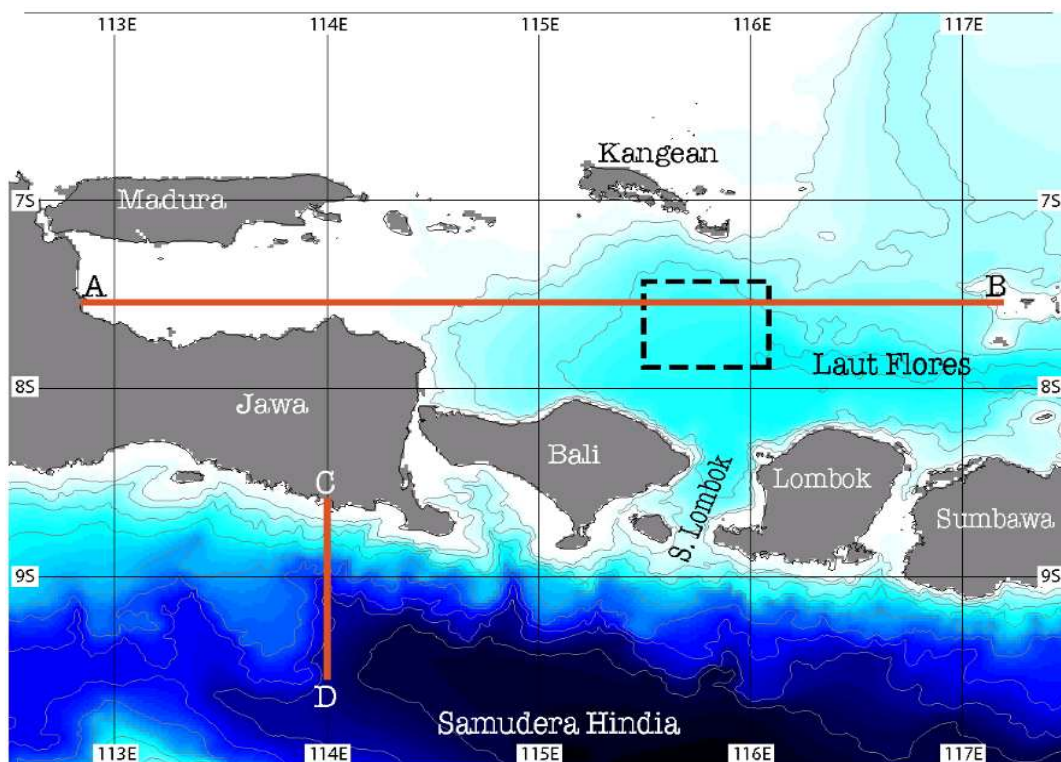 113E 114E 115E 116E 117E
Kangean
7S Madura 7S
A B
Laut Flores
8S 8S
Jawa
Bali
S. Lombok
Lombok
C
Sumbawa
9S 9S
D
Samudera Hindia
113E 114E 115E 116E 117E